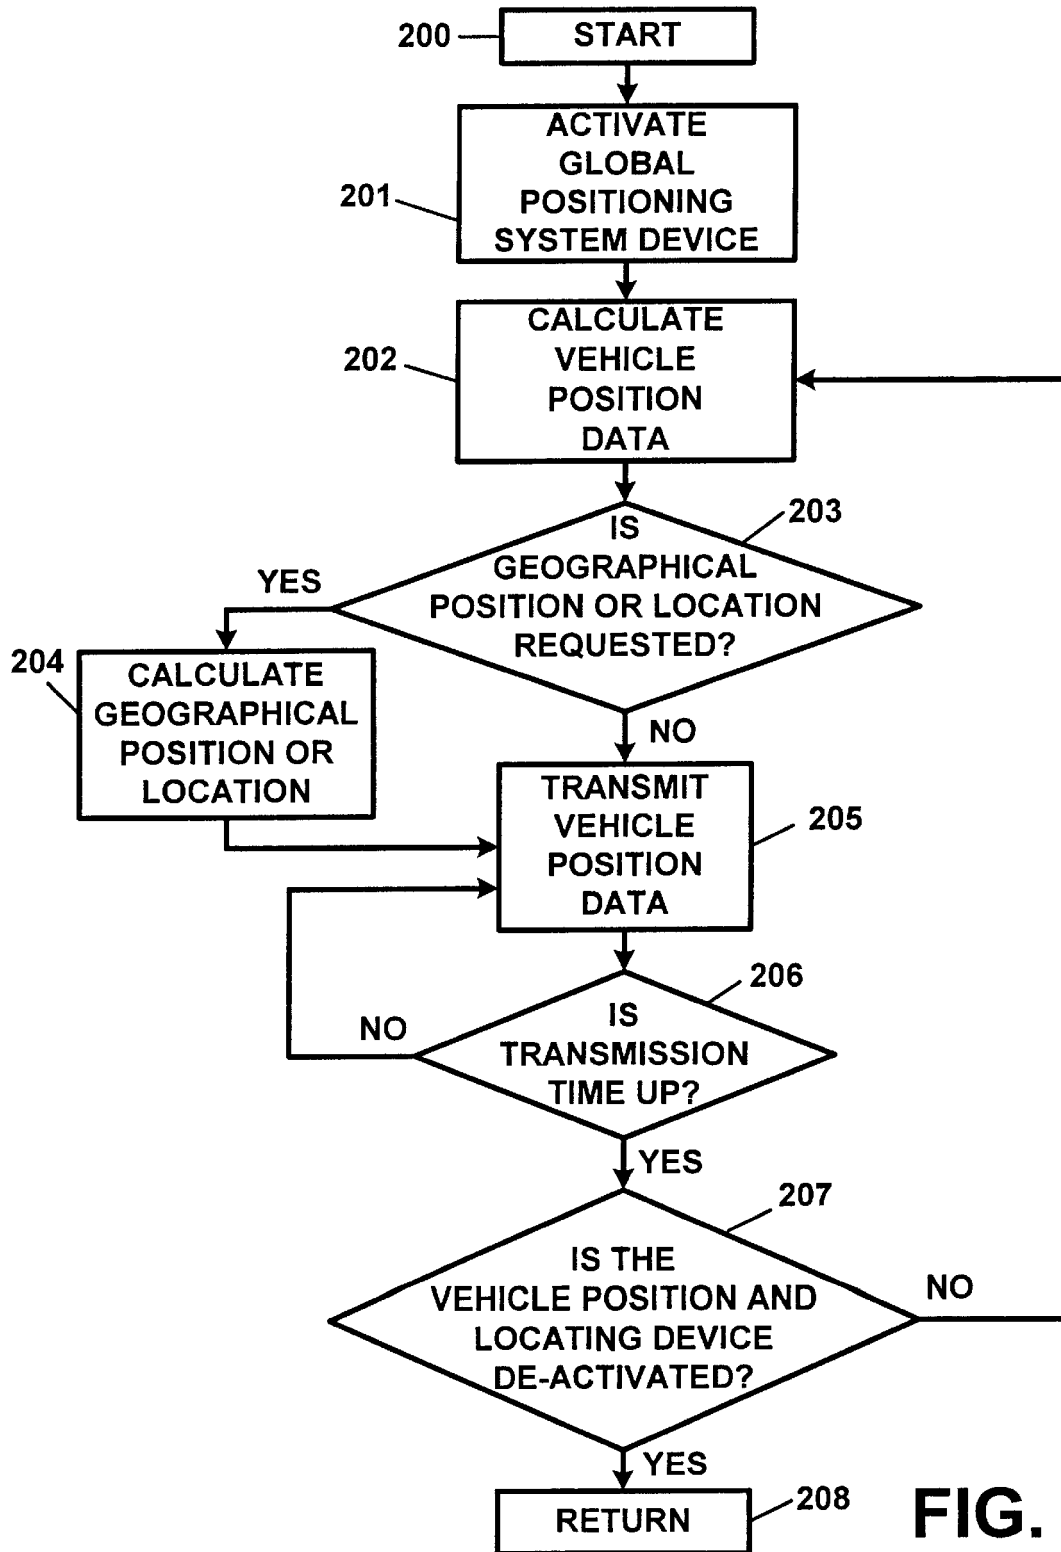 200
START
ACTIVATE
GLOBAL
POSITIONING
SYSTEM DEVICE
201
CALCULATE
VEHICLE
POSITION
DATA
202
203
IS
GEOGRAPHICAL
POSITION OR LOCATION
REQUESTED?
YES
204
CALCULATE
GEOGRAPHICAL
POSITION OR
LOCATION
NO
TRANSMIT
VEHICLE
POSITION
DATA
205
206
IS
TRANSMISSION
TIME UP?
NO
YES
207
IS THE
VEHICLE POSITION AND
LOCATING DEVICE
DE-ACTIVATED?
NO
YES
RETURN
208
FIG.